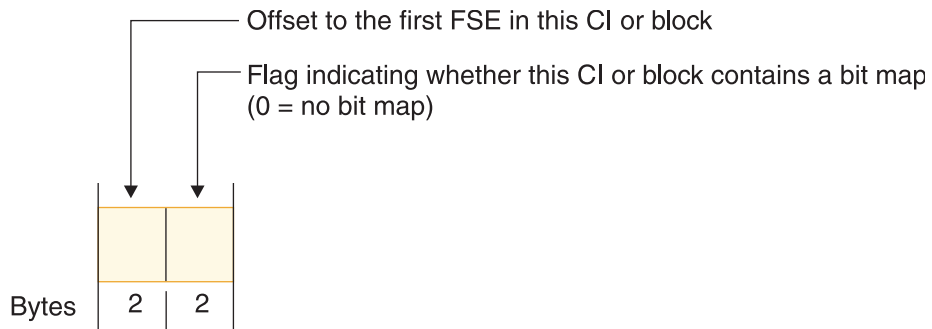 Offset to the first FSE in this CI or block
Flag indicating whether this CI or block contains a bit map
(0 = no bit map)
Bytes 2 2